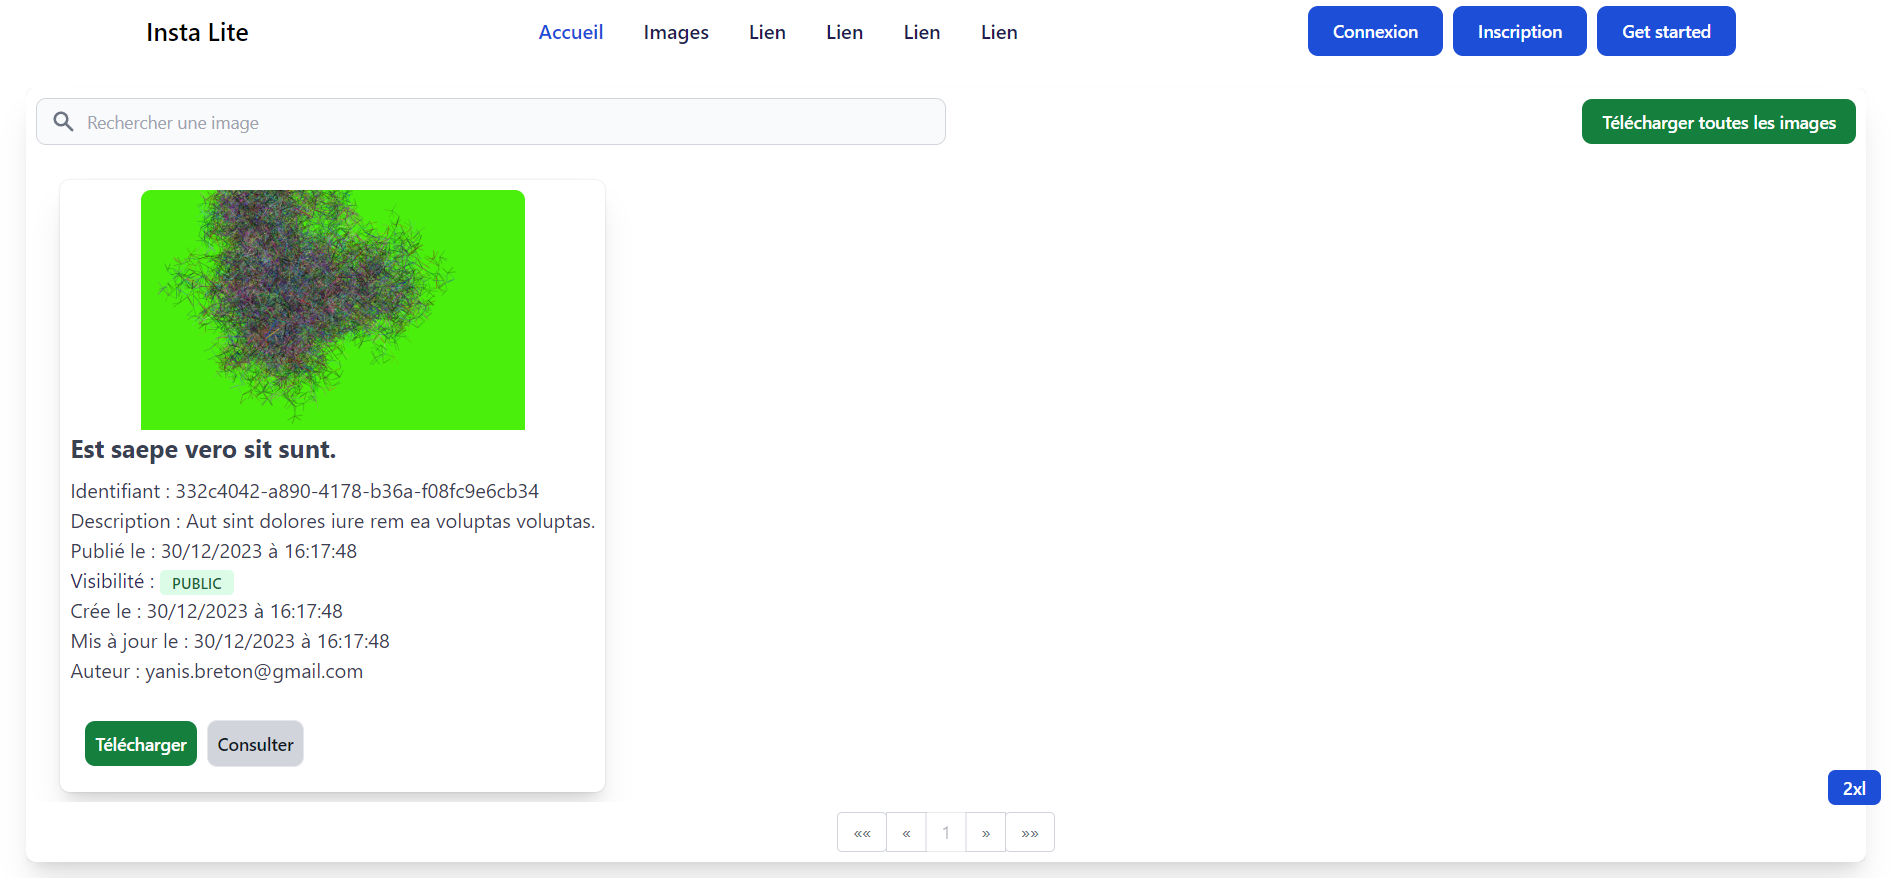 Insta Lite Accueil Images Lien Lien Lien Lien Connexion Inscription Get started
Rechercher une image Télécharger toutes les images
Est saepe vero sit sunt.
Identifiant : 332c4042-a890-4178-b36a-f08fc9e6cb34
Description : Aut sint dolores iure rem ea voluptas voluptas.
Publié le : 30/12/2023 à 16:17:48
Visibilité : PUBLIC
Crée le : 30/12/2023 à 16:17:48
Mis à jour le : 30/12/2023 à 16:17:48
Auteur : yanis.breton@gmail.com
Télécharger Consulter
2xl
«« « 1 » »»